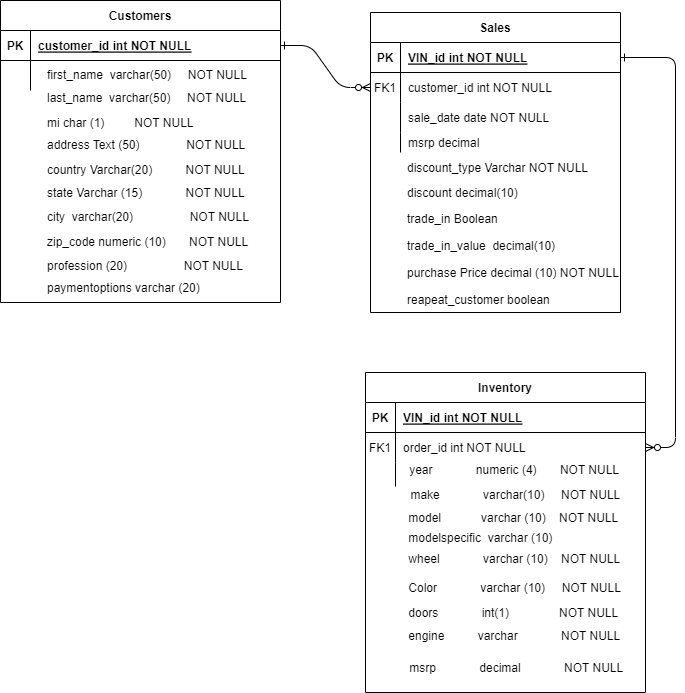 Customers
PK customer_id int NOT NULL
first_name varchar(50) NOT NULL
last_name varchar(50) NOT NULL
mi char (1) NOT NULL
address Text (50) NOT NULL
country Varchar(20) NOT NULL
state Varchar (15) NOT NULL
city varchar(20) NOT NULL
zip_code numeric (10) NOT NULL
profession (20) NOT NULL
paymentoptions varchar (20)
Sales
PK VIN_id int NOT NULL
FK1 customer_id int NOT NULL
sale_date date NOT NULL
msrp decimal
discount_type Varchar NOT NULL
discount decimal(10)
trade_in Boolean
trade_in_value decimal(10)
purchase Price decimal (10) NOT NULL
reapeat_customer boolean
Inventory
PK VIN_id int NOT NULL
FK1 order_id int NOT NULL
year numeric (4) NOT NULL
make varchar(10) NOT NULL
model varchar (10) NOT NULL
modelspecific varchar (10)
wheel varchar (10) NOT NULL
Color varchar (10) NOT NULL
doors int(1) NOT NULL
engine varchar NOT NULL
msrp decimal NOT NULL